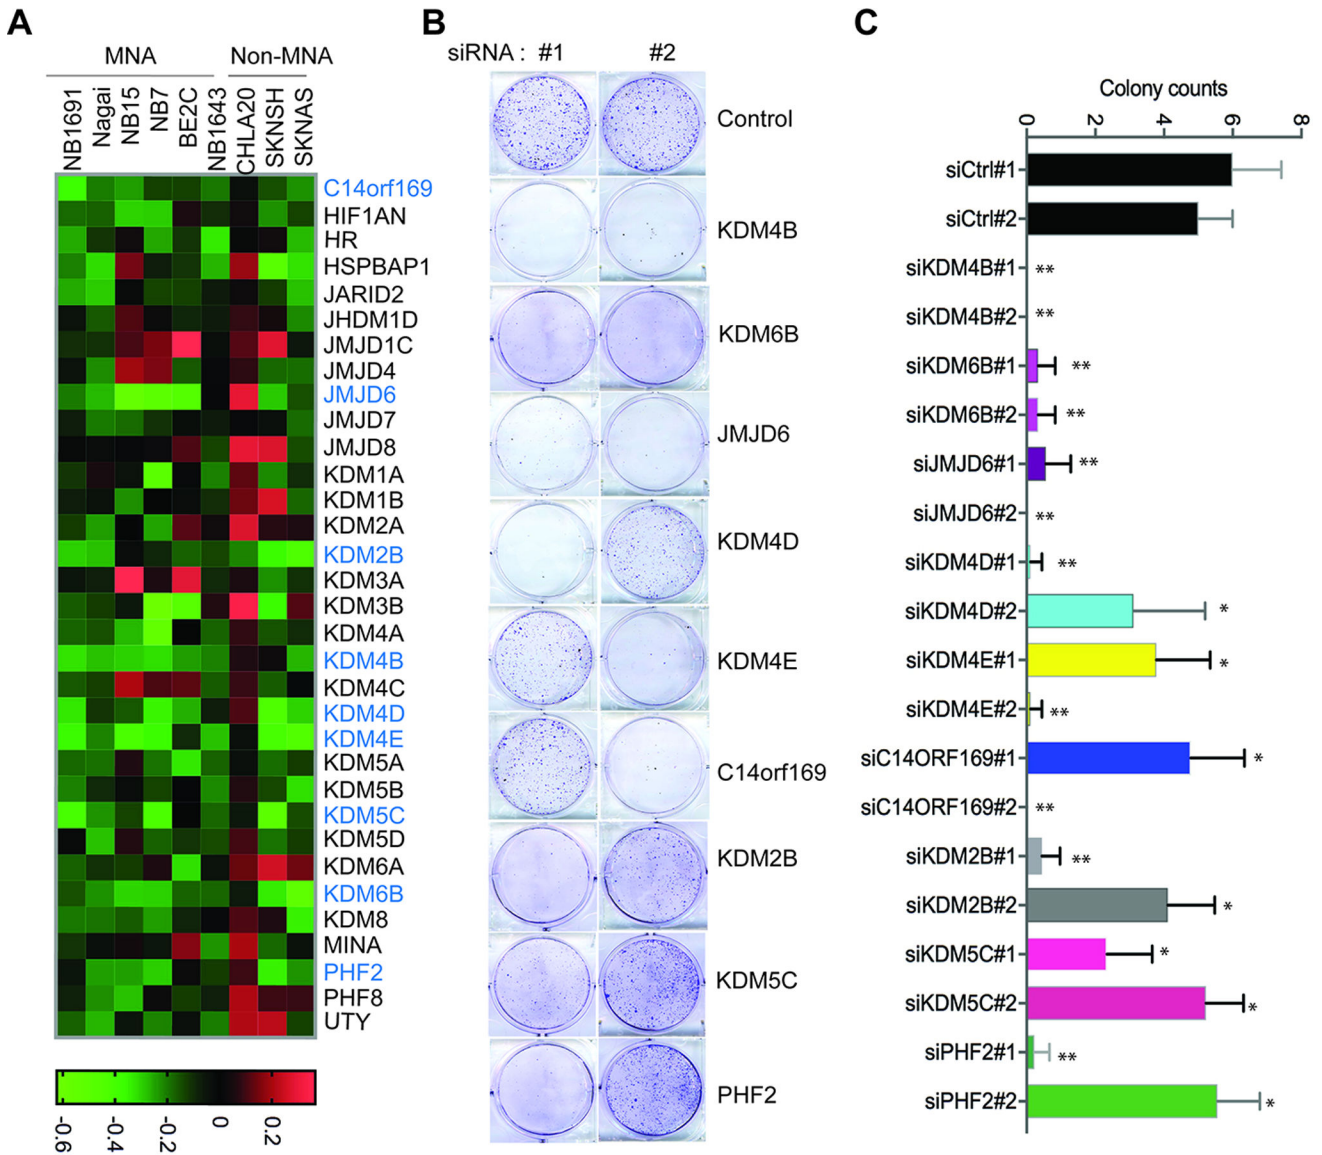 A
MNA
Non-MNA
NB1691
Nagai
NB15
NB7
BE2C
NB1643
CHLA20
SKNSH
SKNAS
C14orf169
HIF1AN
HR
HSPBAP1
JARID2
JHDM1D
JMJD1C
JMJD4
JMJD6
JMJD7
JMJD8
KDM1A
KDM1B
KDM2A
KDM2B
KDM3A
KDM3B
KDM4A
KDM4B
KDM4C
KDM4D
KDM4E
KDM5A
KDM5B
KDM5C
KDM5D
KDM6A
KDM6B
KDM8
MINA
PHF2
PHF8
UTY
-0.6
-0.4
-0.2
0
0.2
B
siRNA : #1 #2
Control
KDM4B
KDM6B
JMJD6
KDM4D
KDM4E
C14orf169
KDM2B
KDM5C
PHF2
C
Colony counts
0 2 4 6 8
siCtrl#1
siCtrl#2
siKDM4B#1 **
siKDM4B#2 **
siKDM6B#1 **
siKDM6B#2 **
siJMJD6#1 **
siJMJD6#2 **
siKDM4D#1 **
siKDM4D#2 *
siKDM4E#1 *
siKDM4E#2 **
siC14ORF169#1 *
siC14ORF169#2 **
siKDM2B#1 **
siKDM2B#2 *
siKDM5C#1 *
siKDM5C#2 *
siPHF2#1 **
siPHF2#2 *